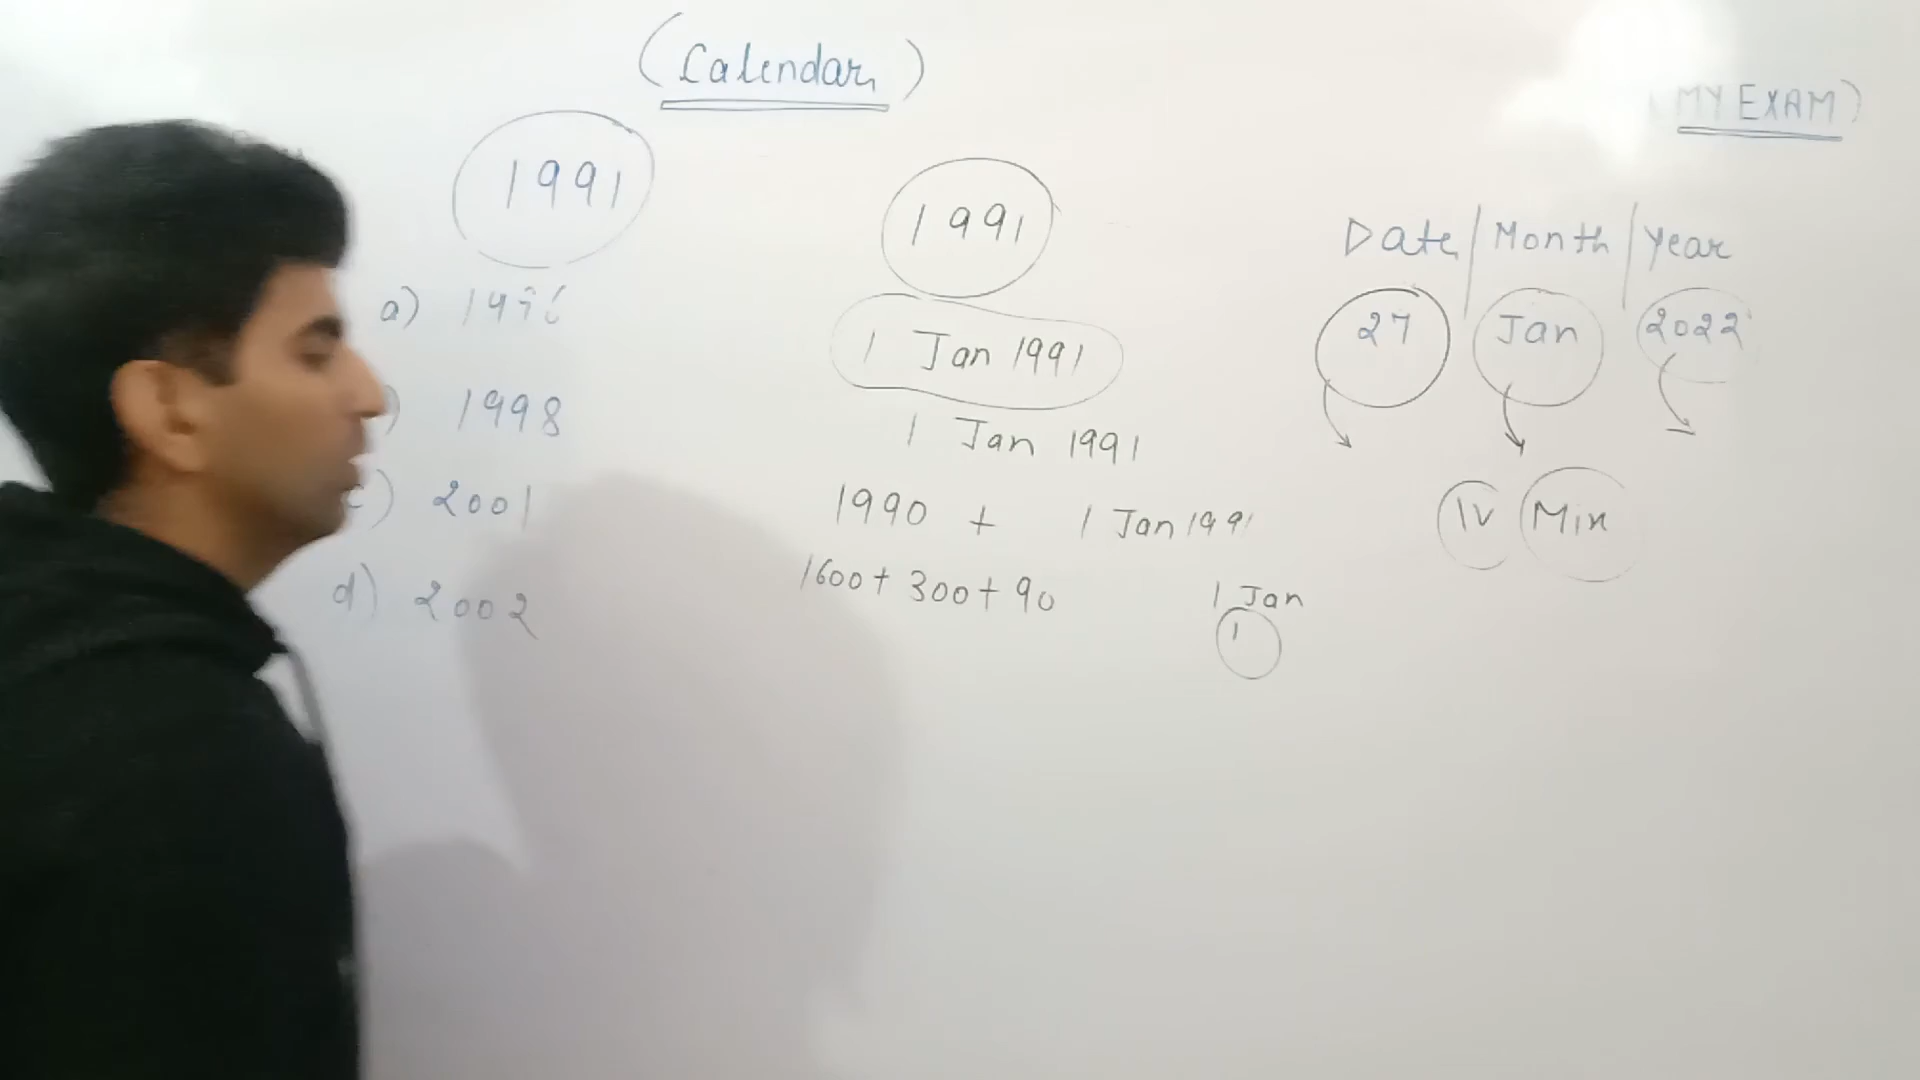 (Calendar)
(MY EXAM)
1991
a) 1996
) 1998
c) 2001
d) 2002
1991
1 Jan 1991
1 Jan 1991
1990 + 1 Jan 1991
1600 + 300 + 90 1 Jan
1
Date Month Year
27 Jan 2022
Min